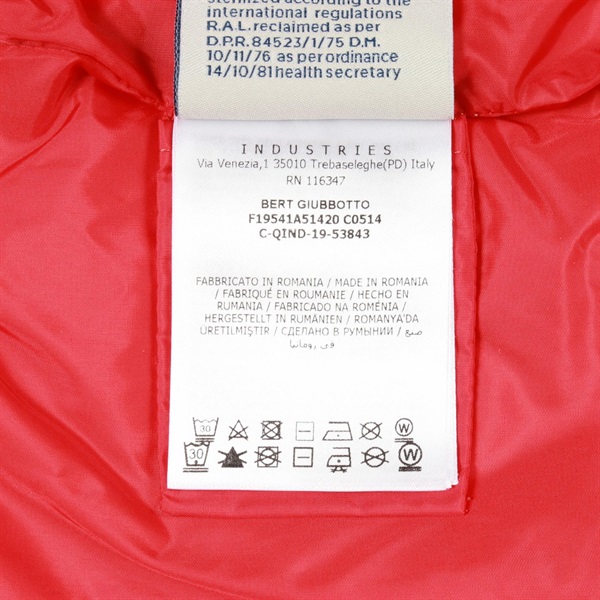 sterilized according to the
international regulations
R.A.L. reclaimed as per
D.P.R. 84523/1/75 D.M.
10/11/76 as per ordinance
14/10/81 health secretary
INDUSTRIES
Via Venezia,1 35010 Trebaseleghe(PD) Italy
RN 116347
BERT GIUBBOTTO
F19541A51420 C0514
C-QIND-19-53843
FABBRICATO IN ROMANIA / MADE IN ROMANIA
/ FABRIQUÉ EN ROUMANIE / HECHO EN
RUMANIA / FABRICADO NA ROMÉNIA /
HERGESTELLT IN RUMÄNIEN / ROMANYA'DA
ÜRETILMIŞTIR / СДЕЛАНО В РУМЫНИИ / صنع
في رومانيا
30 W
30 W